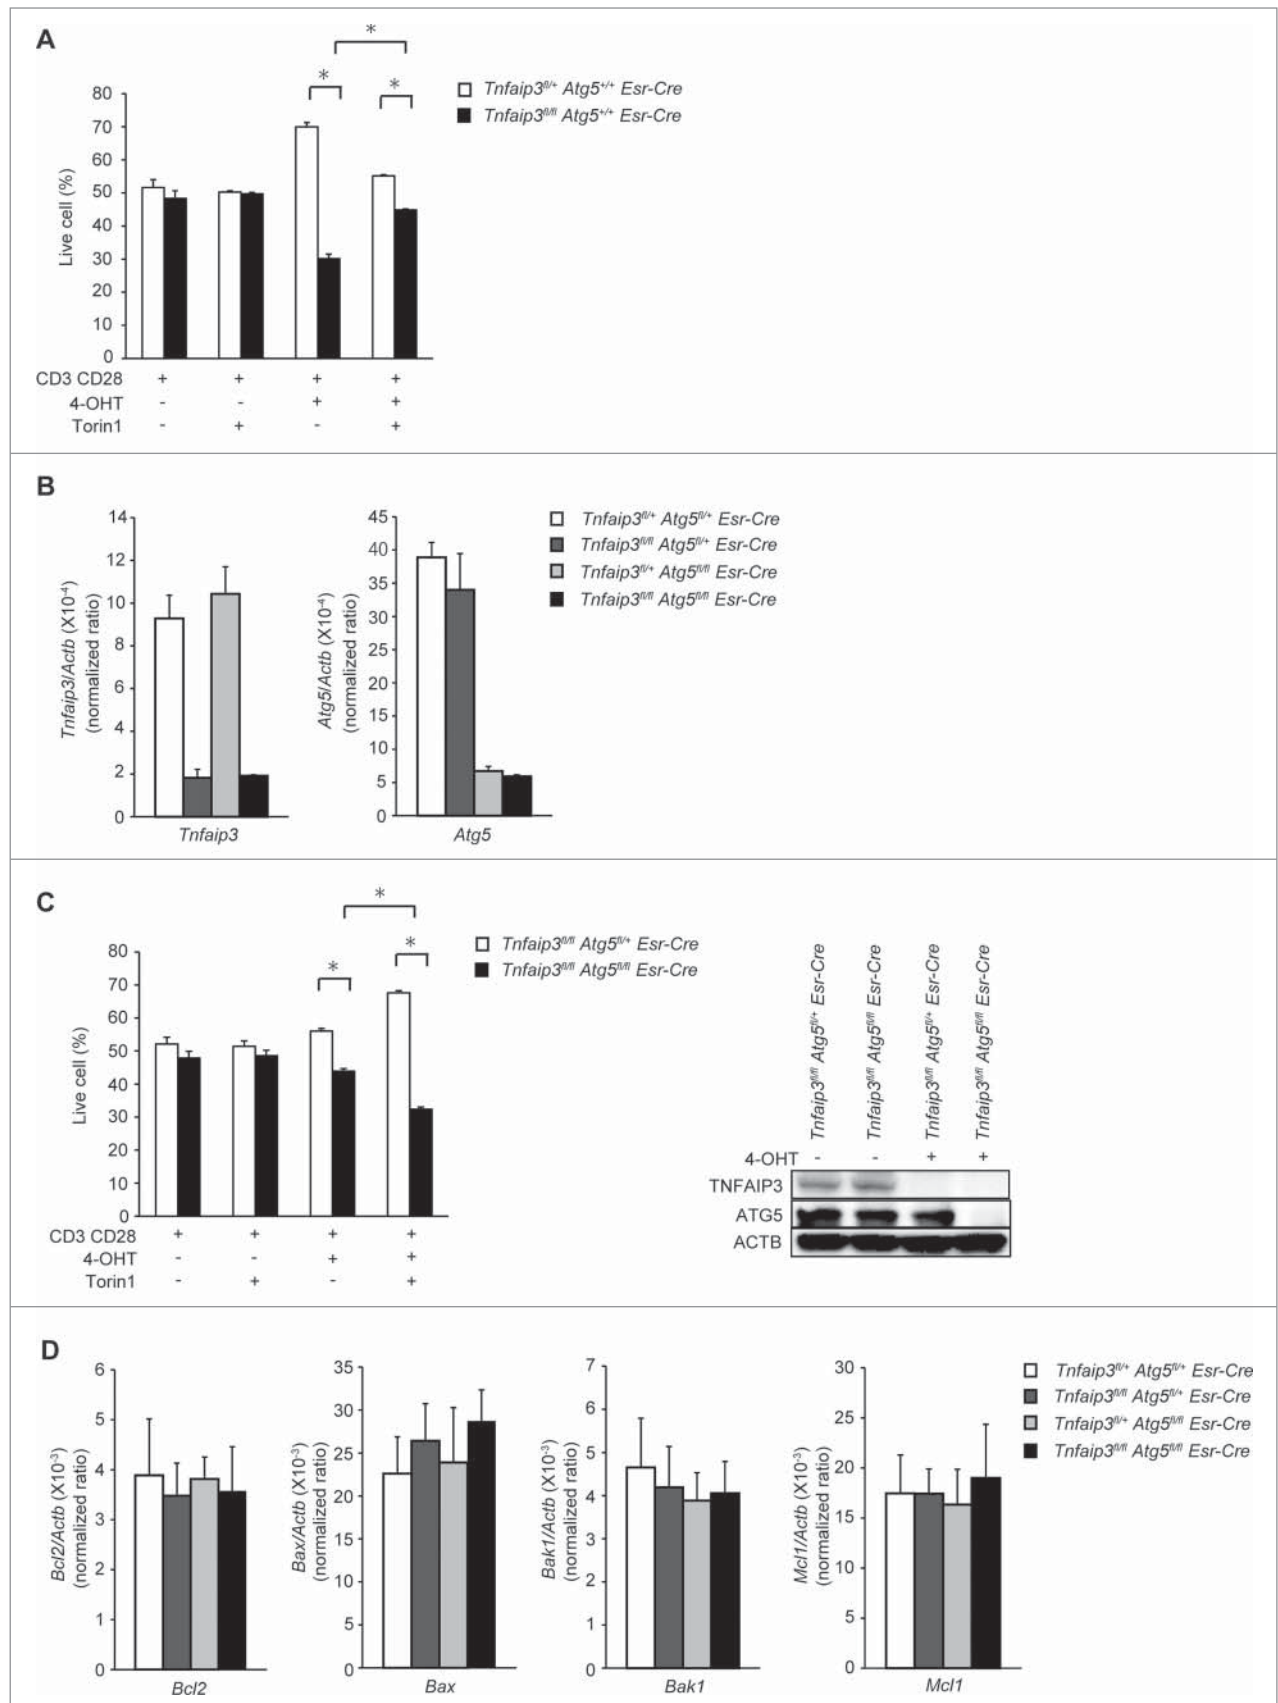 A
*
*
*
Tnfaip3fl/+ Atg5+/+ Esr-Cre
Tnfaip3fl/fl Atg5+/+ Esr-Cre
Live cell (%)
80
70
60
50
40
30
20
10
0
CD3 CD28 + + + +
4-OHT - - + +
Torin1 - + - +
B
Tnfaip3/Actb (X10-4)
(normalized ratio)
14
12
10
8
6
4
2
0
Tnfaip3
Atg5/Actb (X10-4)
(normalized ratio)
45
40
35
30
25
20
15
10
5
0
Atg5
Tnfaip3fl/+ Atg5fl/+ Esr-Cre
Tnfaip3fl/fl Atg5fl/+ Esr-Cre
Tnfaip3fl/+ Atg5fl/fl Esr-Cre
Tnfaip3fl/fl Atg5fl/fl Esr-Cre
C
*
*
*
Tnfaip3fl/fl Atg5fl/+ Esr-Cre
Tnfaip3fl/fl Atg5fl/fl Esr-Cre
Live cell (%)
80
70
60
50
40
30
20
10
0
CD3 CD28 + + + +
4-OHT - - + +
Torin1 - + - +
Tnfaip3fl/fl Atg5fl/+ Esr-Cre
Tnfaip3fl/fl Atg5fl/fl Esr-Cre
Tnfaip3fl/fl Atg5fl/+ Esr-Cre
Tnfaip3fl/fl Atg5fl/fl Esr-Cre
4-OHT - - + +
TNFAIP3
ATG5
ACTB
D
Bcl2/Actb (X10-3)
(normalized ratio)
6
5
4
3
2
1
0
Bcl2
Bax/Actb (X10-3)
(normalized ratio)
35
30
25
20
15
10
5
0
Bax
Bak1/Actb (X10-3)
(normalized ratio)
7
6
5
4
3
2
1
0
Bak1
Mcl1/Actb (X10-3)
(normalized ratio)
30
25
20
15
10
5
0
Mcl1
Tnfaip3fl/+ Atg5fl/+ Esr-Cre
Tnfaip3fl/fl Atg5fl/+ Esr-Cre
Tnfaip3fl/+ Atg5fl/fl Esr-Cre
Tnfaip3fl/fl Atg5fl/fl Esr-Cre